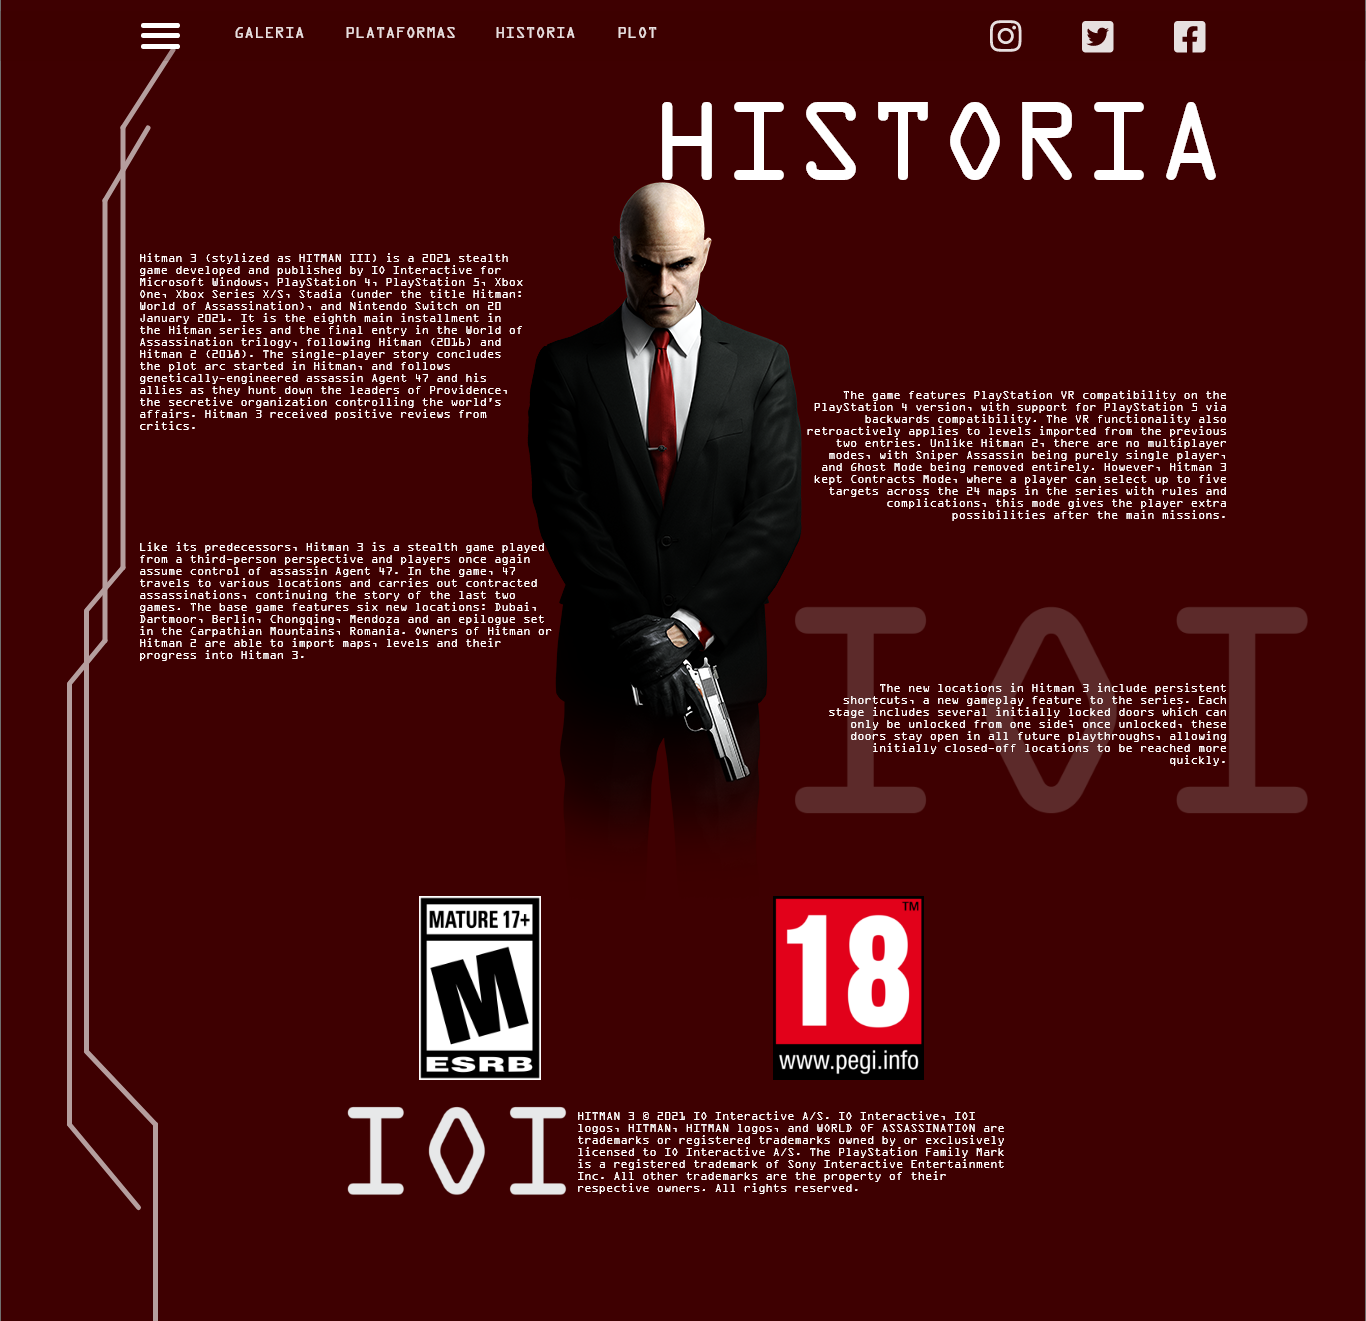 GALERIA PLATAFORMAS HISTORIA PLOT
HISTORIA
Hitman 3 (stylized as HITMAN III) is a 2021 stealth
game developed and published by IO Interactive for
Microsoft Windows, PlayStation 4, PlayStation 5, Xbox
One, Xbox Series X/S, Stadia (under the title Hitman:
World of Assassination), and Nintendo Switch on 20
January 2021. It is the eighth main installment in
the Hitman series and the final entry in the World of
Assassination trilogy, following Hitman (2016) and
Hitman 2 (2018). The single-player story concludes
the plot arc started in Hitman, and follows
genetically-engineered assassin Agent 47 and his
allies as they hunt down the leaders of Providence,
the secretive organization controlling the world's
affairs. Hitman 3 received positive reviews from
critics.
The game features PlayStation VR compatibility on the
PlayStation 4 version, with support for PlayStation 5 via
backwards compatibility. The VR functionality also
retroactively applies to levels imported from the previous
two entries. Unlike Hitman 2, there are no multiplayer
modes, with Sniper Assassin being purely single player,
and Ghost Mode being removed entirely. However, Hitman 3
kept Contracts Mode, where a player can select up to five
targets across the 24 maps in the series with rules and
complications, this mode gives the player extra
possibilities after the main missions.
Like its predecessors, Hitman 3 is a stealth game played
from a third-person perspective and players once again
assume control of assassin Agent 47. In the game, 47
travels to various locations and carries out contracted
assassinations, continuing the story of the last two
games. The base game features six new locations: Dubai,
Dartmoor, Berlin, Chongqing, Mendoza and an epilogue set
in the Carpathian Mountains, Romania. Owners of Hitman or
Hitman 2 are able to import maps, levels and their
progress into Hitman 3.
IOI
The new locations in Hitman 3 include persistent
shortcuts, a new gameplay feature to the series. Each
stage includes several initially locked doors which can
only be unlocked from one side; once unlocked, these
doors stay open in all future playthroughs, allowing
initially closed-off locations to be reached more
quickly.
MATURE 17+
M
ESRB
18
TM
www.pegi.info
IOI
HITMAN 3 © 2021 IO Interactive A/S. IO Interactive, IOI
logos, HITMAN, HITMAN logos, and WORLD OF ASSASSINATION are
trademarks or registered trademarks owned by or exclusively
licensed to IO Interactive A/S. The PlayStation Family Mark
is a registered trademark of Sony Interactive Entertainment
Inc. All other trademarks are the property of their
respective owners. All rights reserved.